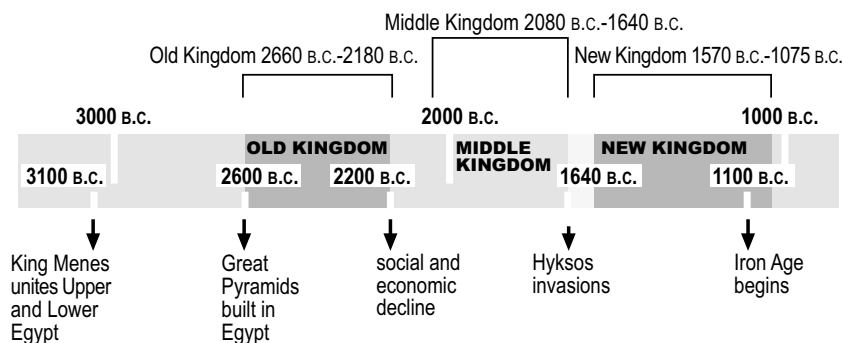 Middle Kingdom 2080 B.C.-1640 B.C.
Old Kingdom 2660 B.C.-2180 B.C.
New Kingdom 1570 B.C.-1075 B.C.
3000 B.C.
2000 B.C.
1000 B.C.
OLD KINGDOM
MIDDLE
KINGDOM
NEW KINGDOM
3100 B.C.
2600 B.C.
2200 B.C.
1640 B.C.
1100 B.C.
King Menes
unites Upper
and Lower
Egypt
Great
Pyramids
built in
Egypt
social and
economic
decline
Hyksos
invasions
Iron Age
begins